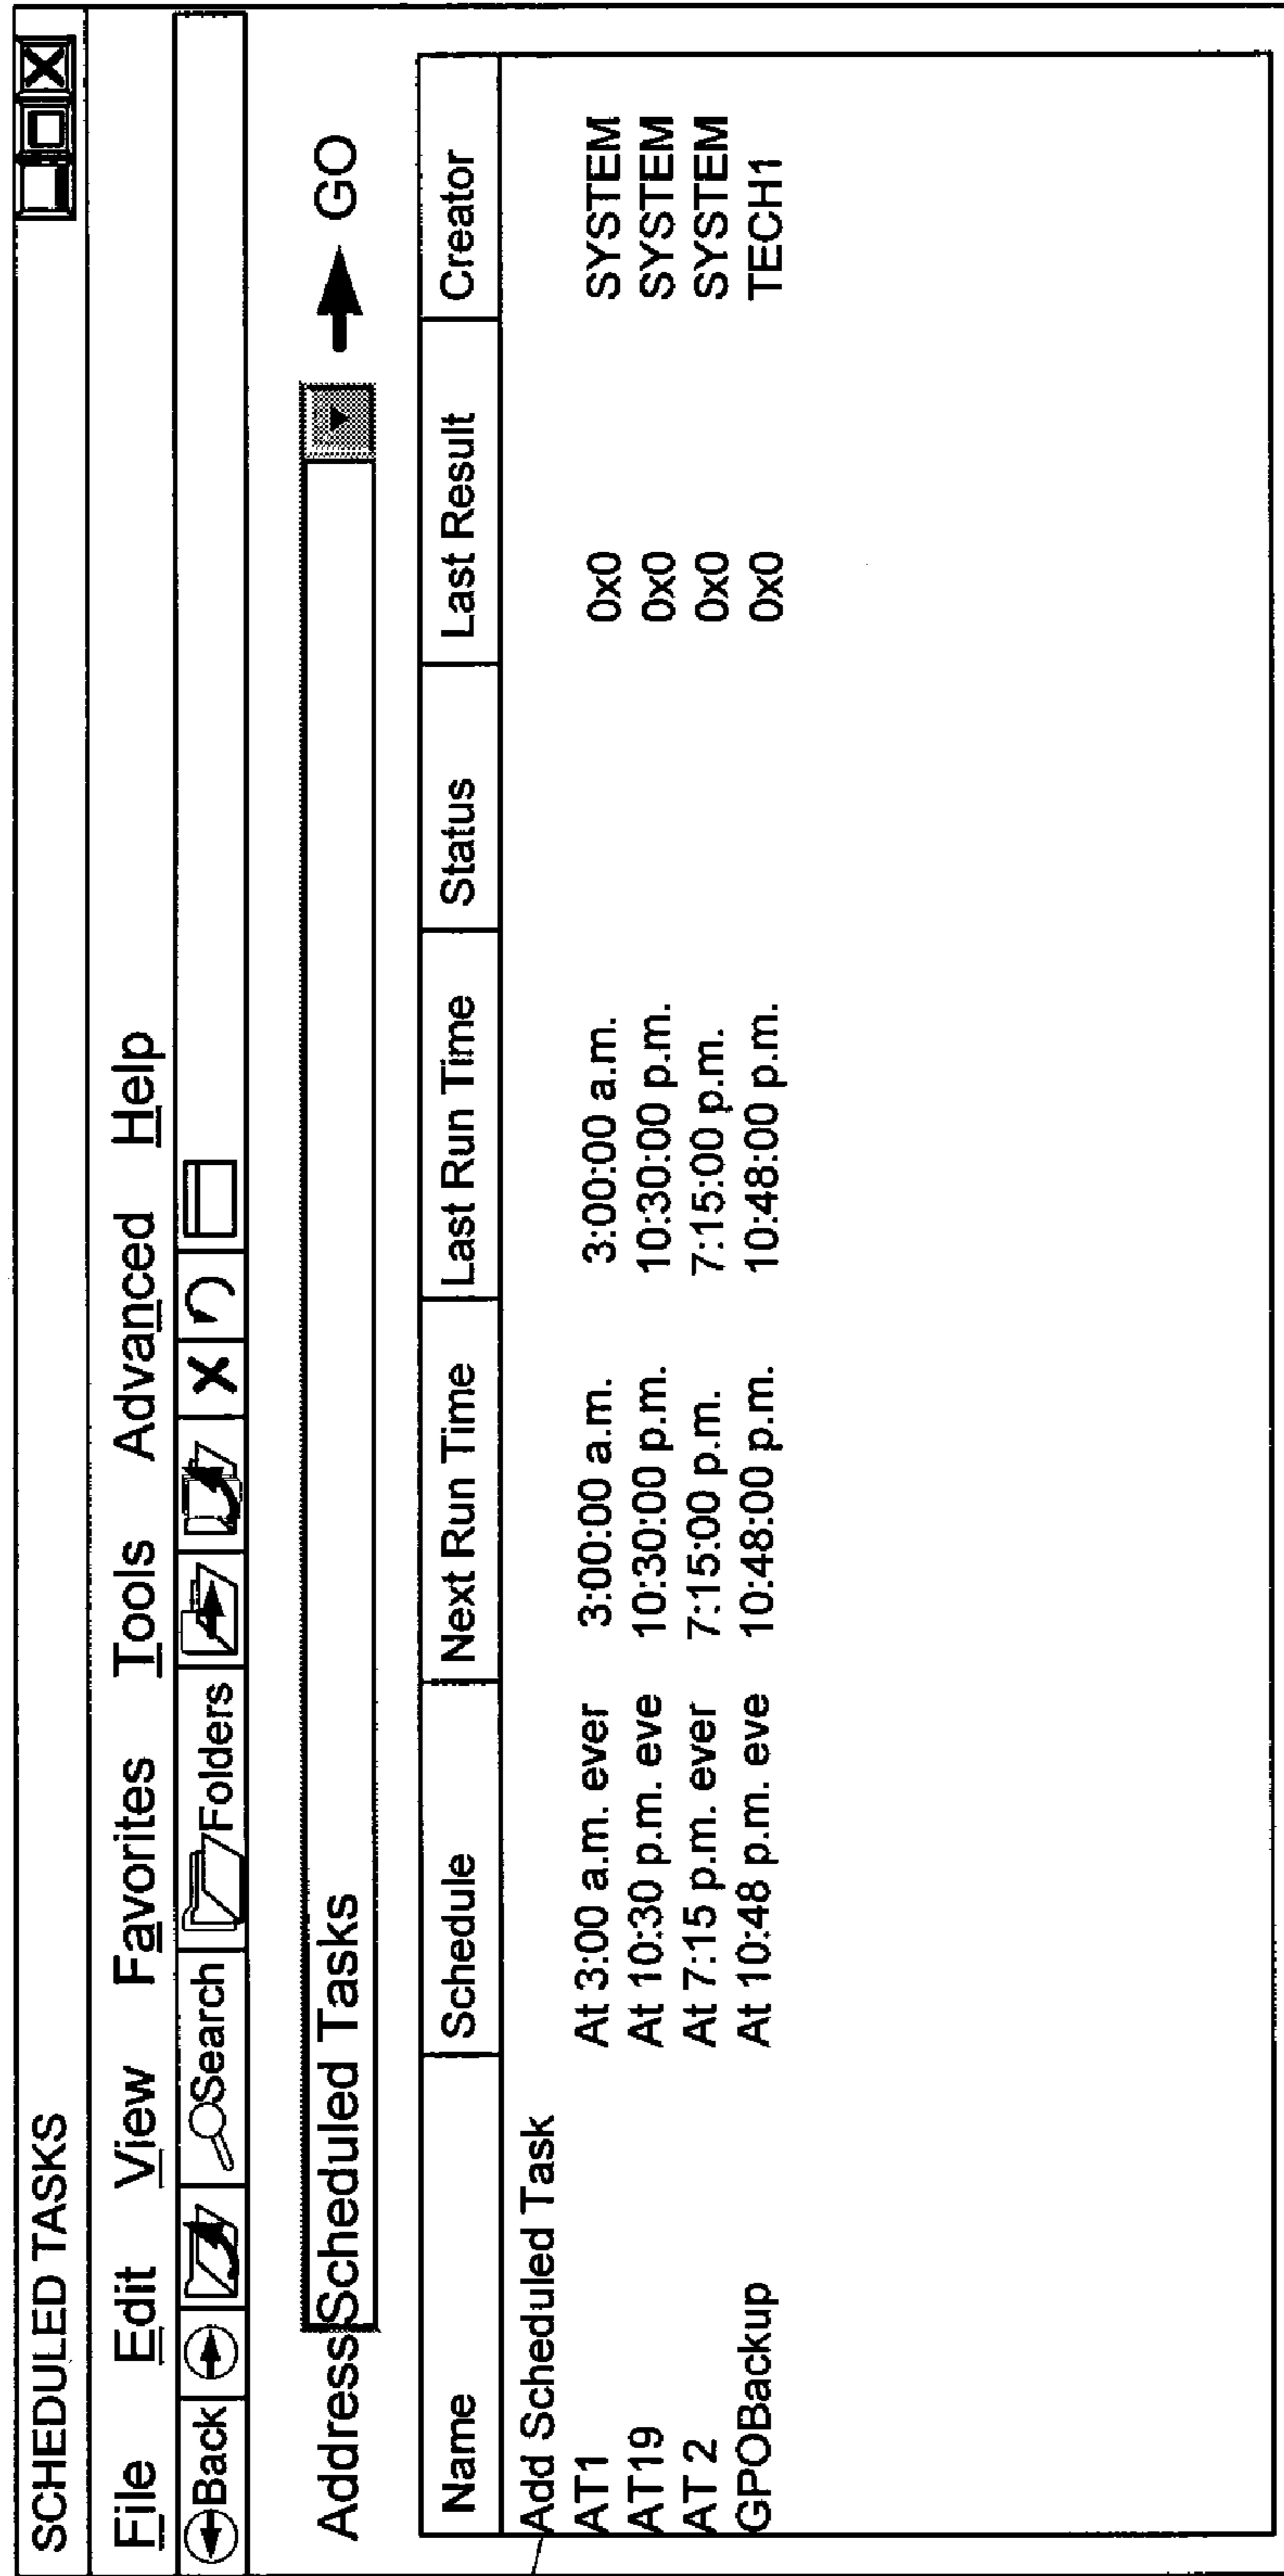 SCHEDULED TASKS
File Edit View Favorites Tools Advanced Help
Back Search Folders
Address Scheduled Tasks GO
Name Schedule Next Run Time Last Run Time Status Last Result Creator
Add Scheduled Task
AT1 At 3:00 a.m. ever 3:00:00 a.m. 3:00:00 a.m. 0x0 SYSTEM
AT19 At 10:30 p.m. eve 10:30:00 p.m. 10:30:00 p.m. 0x0 SYSTEM
AT 2 At 7:15 p.m. ever 7:15:00 p.m. 7:15:00 p.m. 0x0 SYSTEM
GPOBackup At 10:48 p.m. eve 10:48:00 p.m. 10:48:00 p.m. 0x0 TECH1